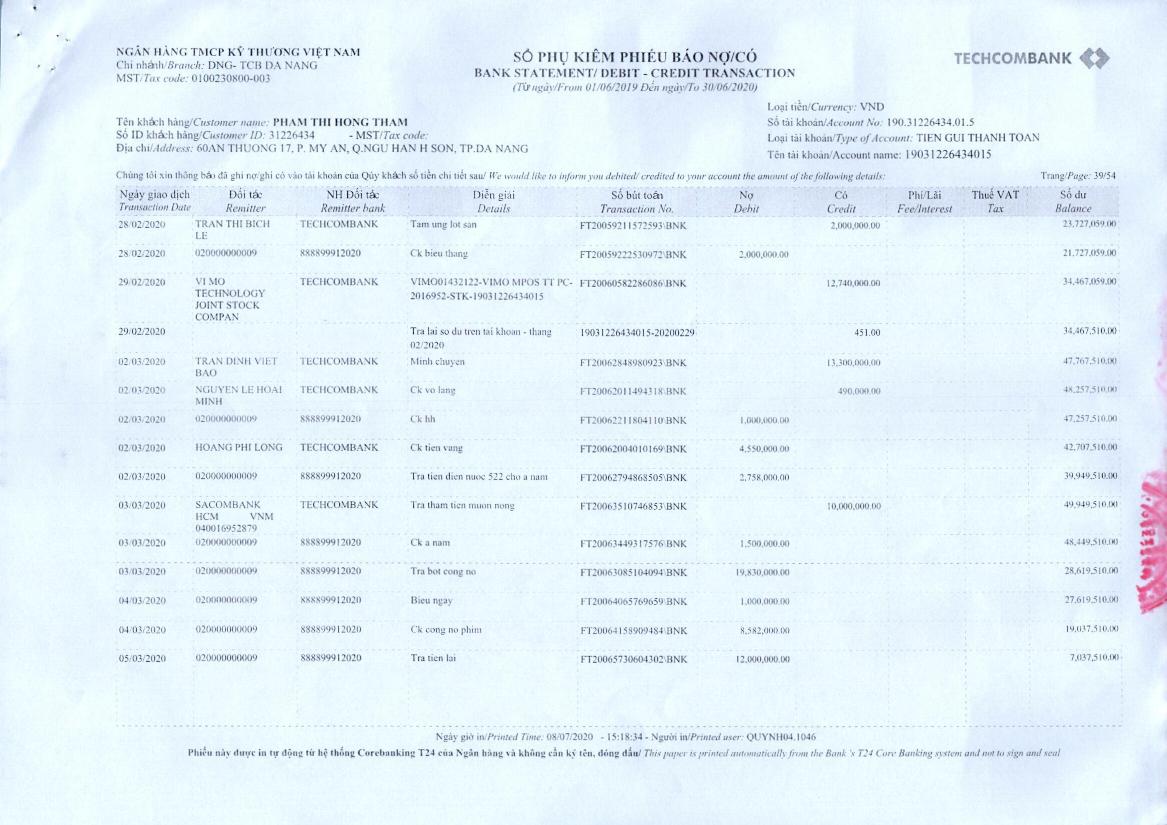 NGÂN HÀNG TMCP KỸ THƯƠNG VIỆT NAM
Chi nhánh/Branch: DNG- TCB DA NANG
MST/Tax code: 0100230800-003
SỔ PHỤ KIÊM PHIẾU BÁO NỢ/CÓ
BANK STATEMENT/ DEBIT - CREDIT TRANSACTION
(Từ ngày/From 01/06/2019 Đến ngày/To 30/06/2020)
TECHCOMBANK
Loại tiền/Currency: VND
Số tài khoản/Account No: 190.31226434.01.5
Loại tài khoản/Type of Account: TIEN GUI THANH TOAN
Tên tài khoản/Account name: 19031226434015
Tên khách hàng/Customer name: PHAM THI HONG THAM
Số ID khách hàng/Customer ID: 31226434 - MST/Tax code:
Địa chỉ/Address: 60AN THUONG 17, P. MY AN, Q.NGU HAN H SON, TP.DA NANG
Chúng tôi xin thông báo đã ghi nợ/ghi có vào tài khoản của Qúy khách số tiền chi tiết sau/ We would like to inform you debited/ credited to your account the amount of the following details: Trang/Page: 39/54
Ngày giao dịch Đối tác NH Đối tác Diễn giải Số bút toán Nợ Có Phí/Lãi Thuế VAT Số dư
Transaction Date Remitter Remitter bank Details Transaction No. Debit Credit Fee/Interest Tax Balance
28/02/2020 TRAN THI BICH TECHCOMBANK Tam ung lot san FT20059211572593\BNK 2,000,000.00 23,727,059.00
LE
28/02/2020 020000000009 888899912020 Ck bieu thang FT20059222530972\BNK 2,000,000.00 21,727,059.00
29/02/2020 VI MO TECHCOMBANK VIMO01432122-VIMO MPOS TT PC- FT20060582286086\BNK 12,740,000.00 34,467,059.00
TECHNOLOGY 2016952-STK-19031226434015
JOINT STOCK
COMPAN
29/02/2020 Tra lai so du tren tai khoan - thang 19031226434015-20200229 451.00 34,467,510.00
02/2020
02/03/2020 TRAN DINH VIET TECHCOMBANK Minh chuyen FT20062848980923\BNK 13,300,000.00 47,767,510.00
BAO
02/03/2020 NGUYEN LE HOAI TECHCOMBANK Ck vo lang FT20062011494318\BNK 490,000.00 48,257,510.00
MINH
02/03/2020 020000000009 888899912020 Ck hh FT20062211804110\BNK 1,000,000.00 47,257,510.00
02/03/2020 HOANG PHI LONG TECHCOMBANK Ck tien vang FT20062004010169\BNK 4,550,000.00 42,707,510.00
02/03/2020 020000000009 888899912020 Tra tien dien nuoc 522 cho a nam FT20062794868505\BNK 2,758,000.00 39,949,510.00
03/03/2020 SACOMBANK TECHCOMBANK Tra tham tien muon nong FT20063510746853\BNK 10,000,000.00 49,949,510.00
HCM VNM
040016952879
03/03/2020 020000000009 888899912020 Ck a nam FT20063449317576\BNK 1,500,000.00 48,449,510.00
03/03/2020 020000000009 888899912020 Tra bot cong no FT20063085104094\BNK 19,830,000.00 28,619,510.00
04/03/2020 020000000009 888899912020 Bieu ngay FT20064065769659\BNK 1,000,000.00 27,619,510.00
04/03/2020 020000000009 888899912020 Ck cong no phim FT20064158909484\BNK 8,582,000.00 19,037,510.00
05/03/2020 020000000009 888899912020 Tra tien lai FT20065730604302\BNK 12,000,000.00 7,037,510.00
Ngày giờ in/Printed Time: 08/07/2020 - 15:18:34 - Người in/Printed user: QUYNH04.1046
Phiếu này được in tự động từ hệ thống Corebanking T24 của Ngân hàng và không cần ký tên, đóng dấu/ This paper is printed automatically from the Bank 's T24 Core Banking system and not to sign and seal